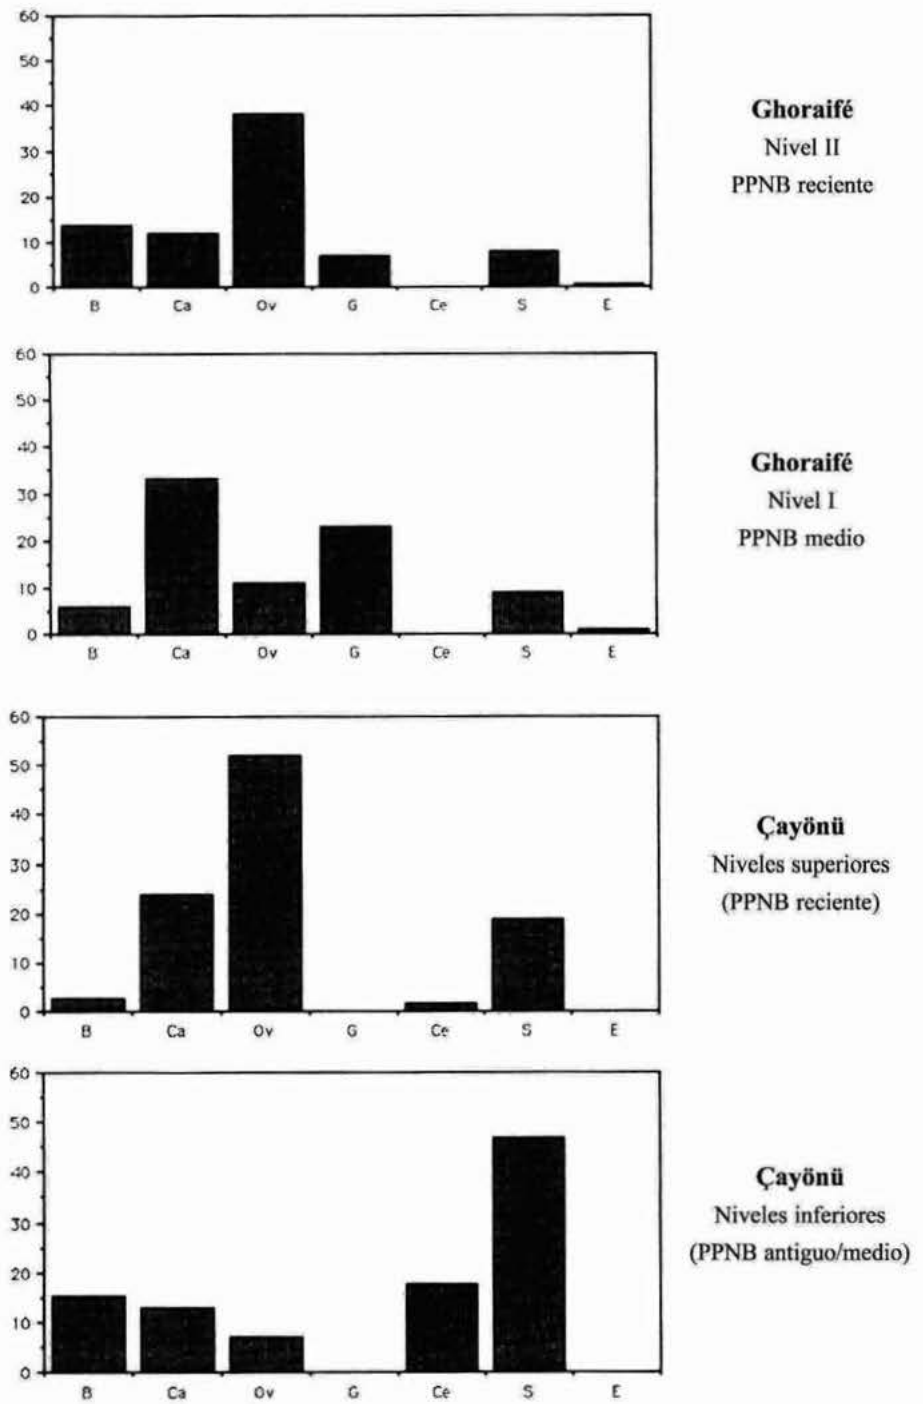 60
50
40
30
20
10
0
B Ca Ov G Ce S E
Ghoraifé
Nivel II
PPNB reciente
60
50
40
30
20
10
0
B Ca Ov G Ce S E
Ghoraifé
Nivel I
PPNB medio
60
50
40
30
20
10
0
B Ca Ov G Ce S E
Çayönü
Niveles superiores
(PPNB reciente)
60
50
40
30
20
10
0
B Ca Ov G Ce S E
Çayönü
Niveles inferiores
(PPNB antiguo/medio)